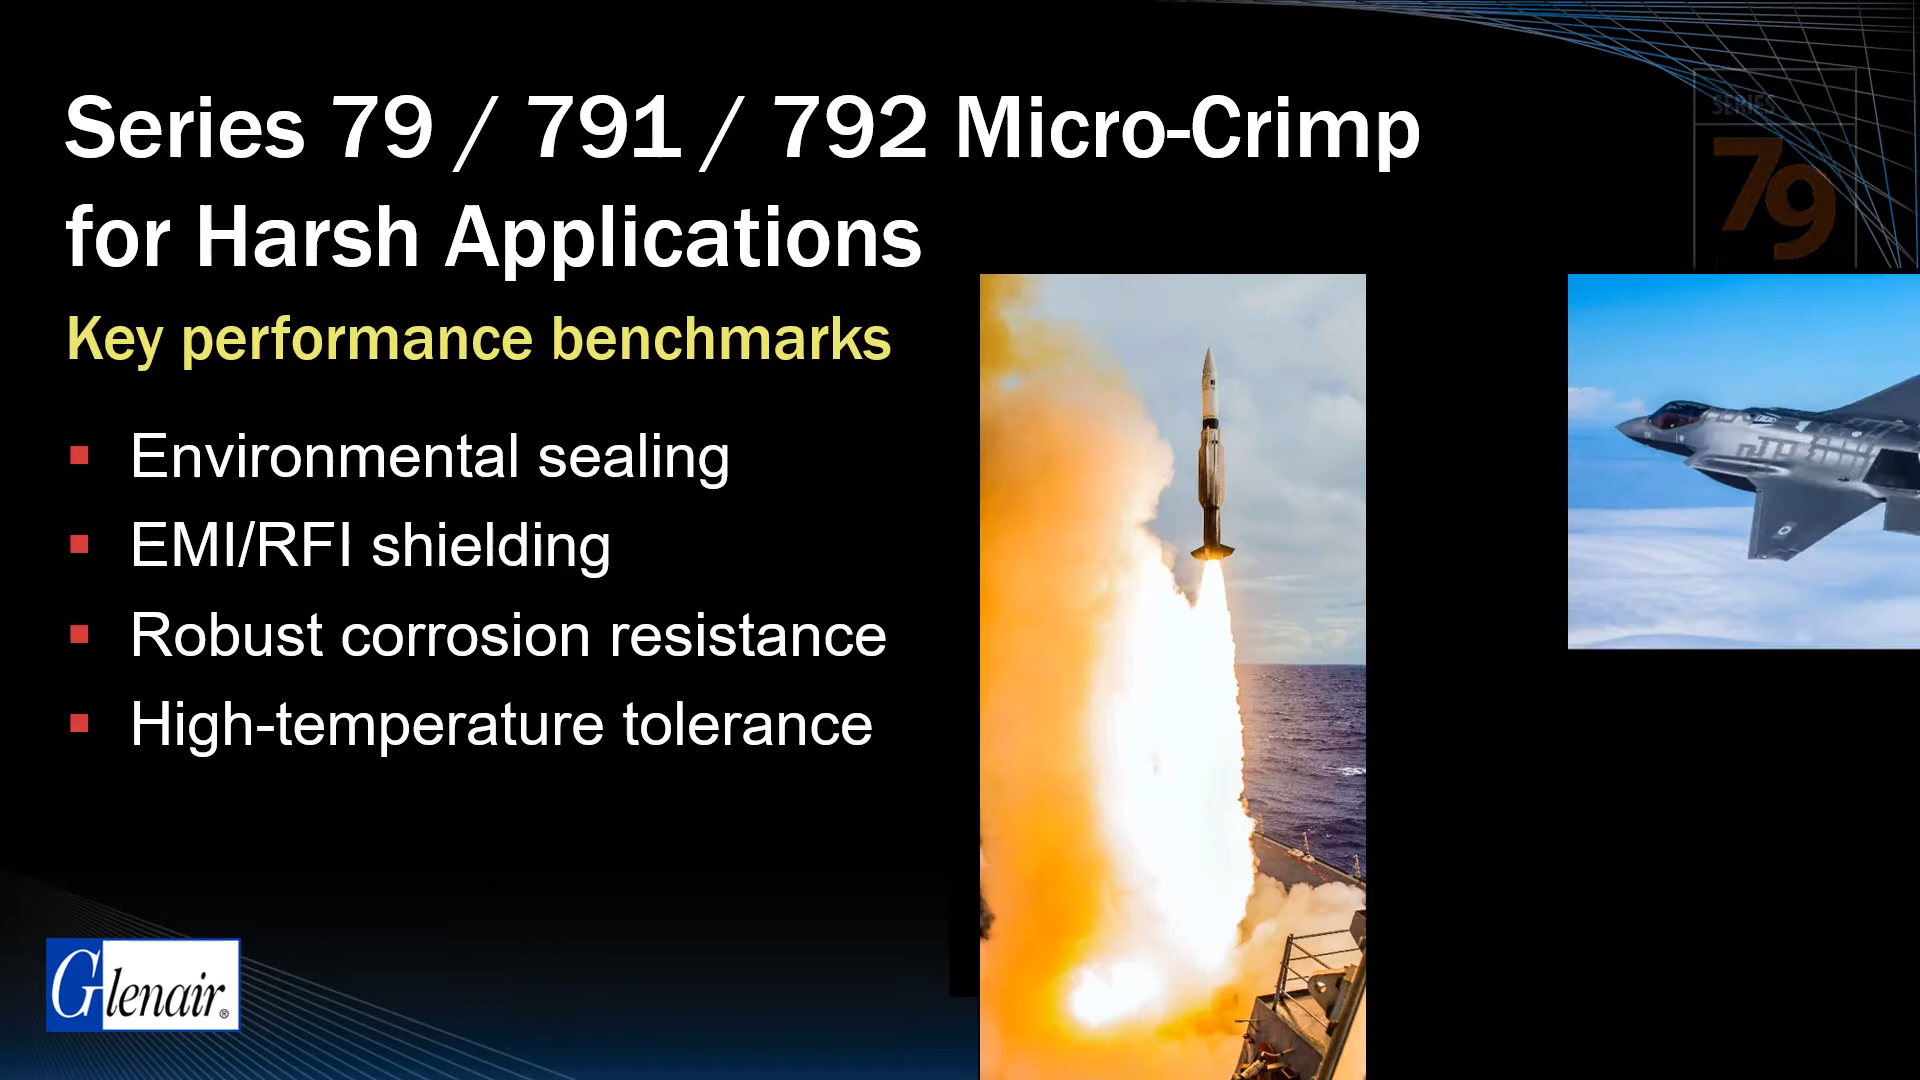 Series 79 / 791 / 792 Micro-Crimp
for Harsh Applications
SERIES
79
Key performance benchmarks
Environmental sealing
EMI/RFI shielding
Robust corrosion resistance
High-temperature tolerance
Glenair®